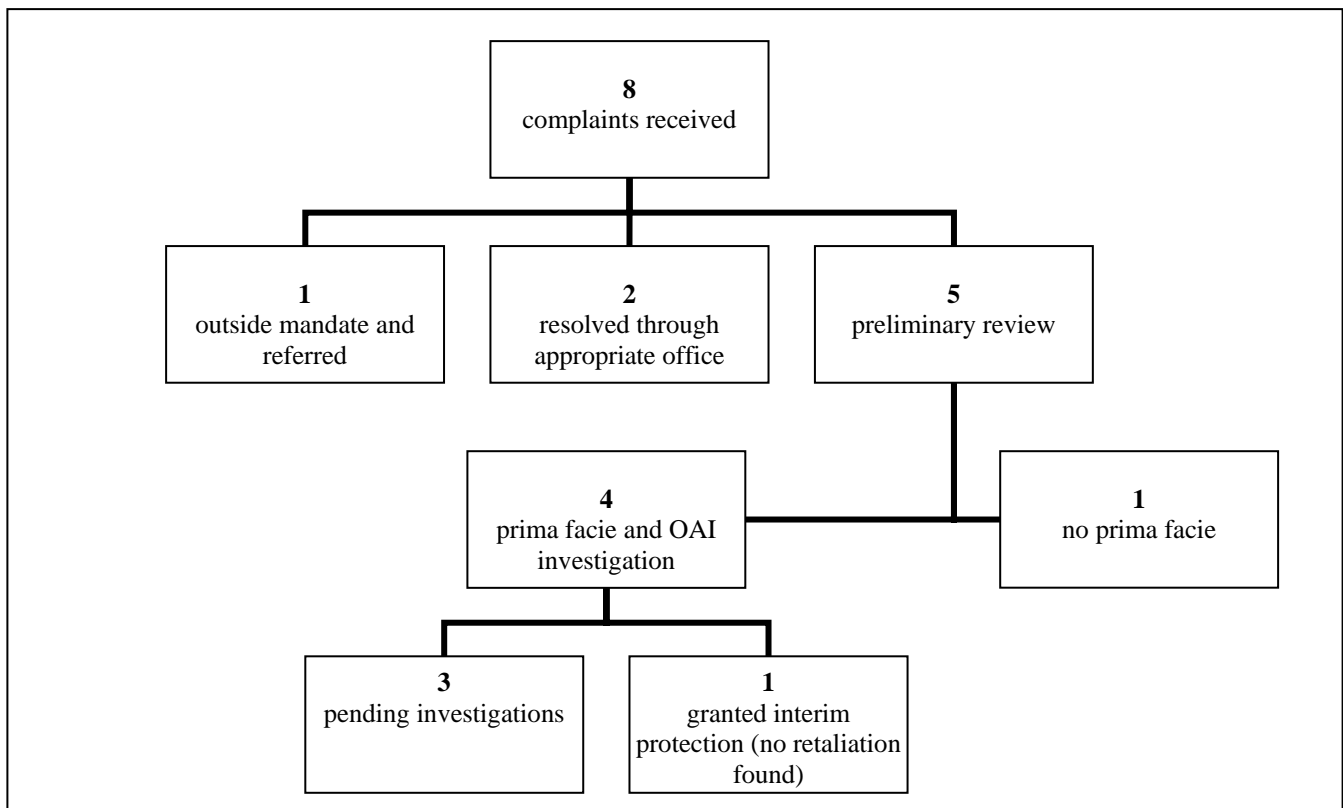 8
complaints received
1
outside mandate and
referred
2
resolved through
appropriate office
5
preliminary review
4
prima facie and OAI
investigation
1
no prima facie
3
pending investigations
1
granted interim
protection (no retaliation
found)